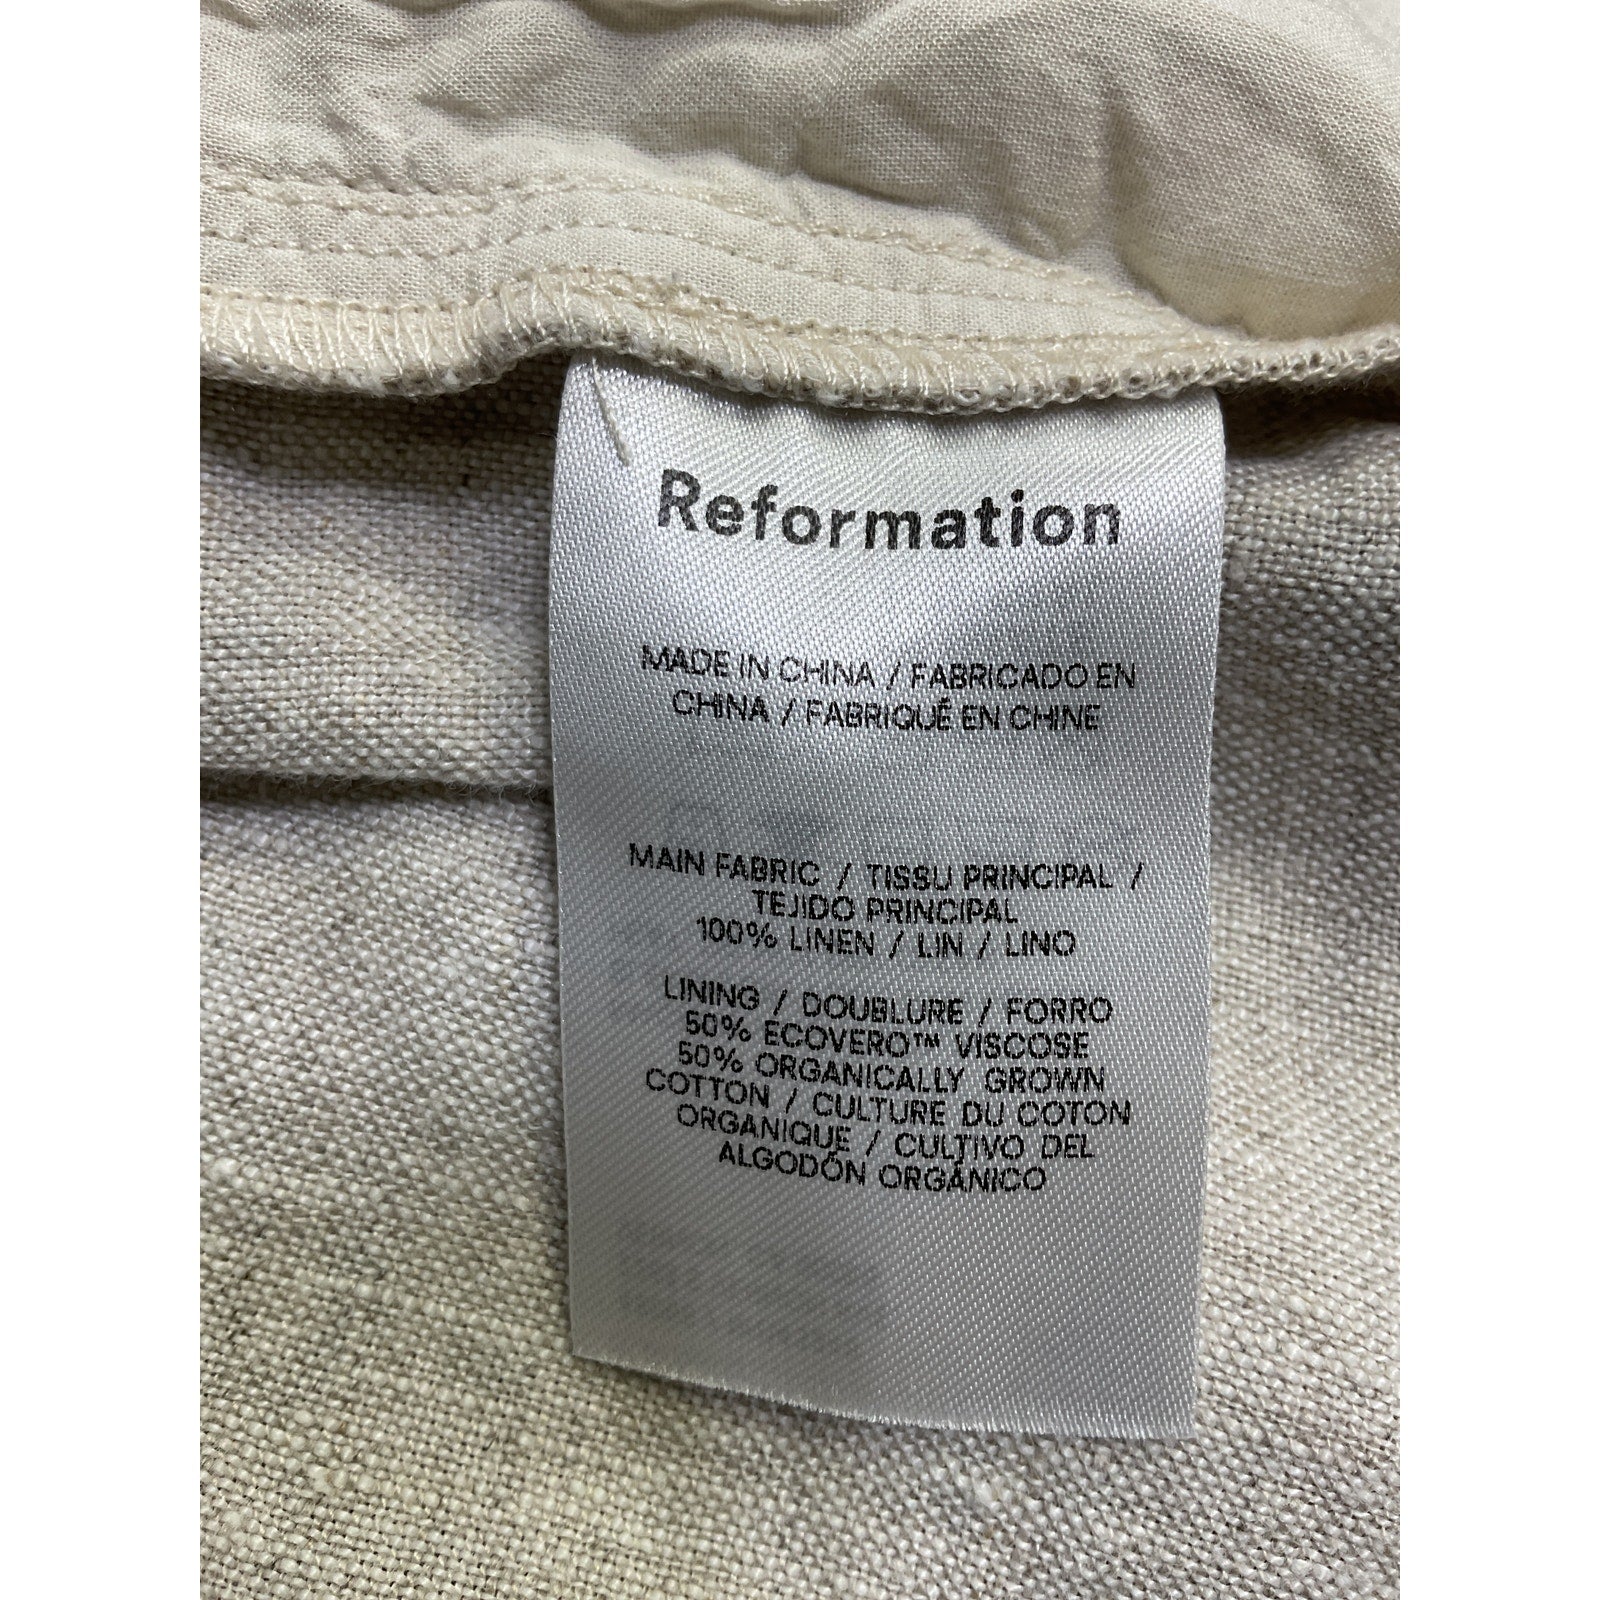 Reformation
MADE IN CHINA / FABRICADO EN
CHINA / FABRIQUÉ EN CHINE
MAIN FABRIC / TISSU PRINCIPAL /
TEJIDO PRINCIPAL
100% LINEN / LIN / LINO
LINING / DOUBLURE / FORRO
50% ECOVERO™ VISCOSE
50% ORGANICALLY GROWN
COTTON / CULTURE DU COTON
ORGANIQUE / CULTIVO DEL
ALGODÓN ORGÁNICO